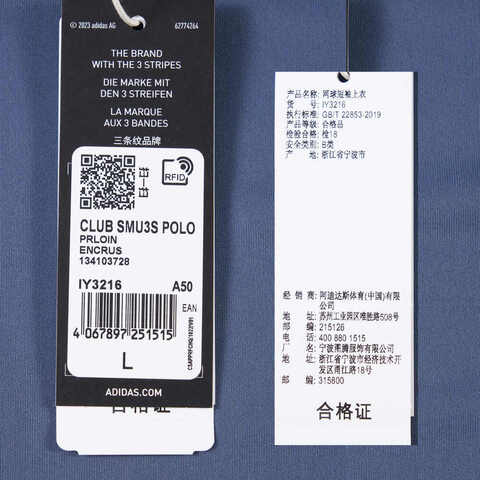 © 2023 adidas AG 62774264
THE BRAND
WITH THE 3 STRIPES
DIE MARKE MIT
DEN 3 STREIFEN
LA MARQUE
AUX 3 BANDES
三条纹品牌
RFID
CLUB SMU3S POLO
PRLOIN
ENCRUS
134103728
IY3216 A50
EAN
4 067897 251515
L
ADIDAS.COM
合格证
产品名称: 网球短袖上衣
货 号: IY3216
执行标准: GB/T 22853-2019
产品等级: 合格品
检验合格: 检18
安全类别: B类
产 地: 浙江省宁波市
经 销 商: 阿迪达斯体育(中国)有限
公司
地址: 苏州工业园区唯胜路508号
邮编: 215126
电话: 400 880 1515
厂 名: 宁波
地址: 浙江省宁波市经济技术开
发区甬江路18号
邮编: 315800
合格证